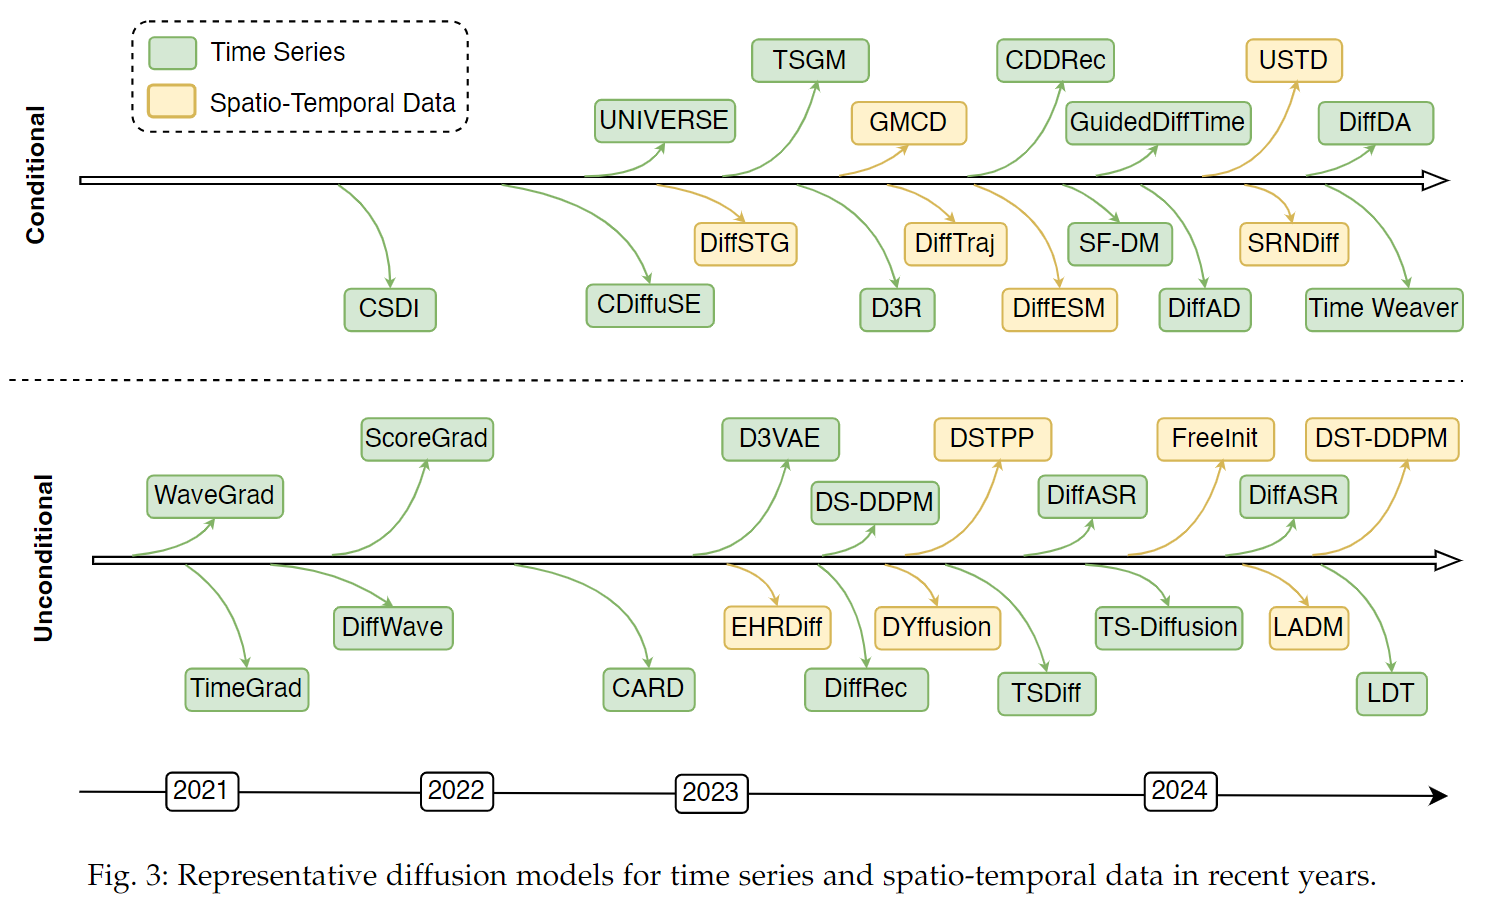 Time Series
Spatio-Temporal Data
Conditional
TSGM
CDDRec
USTD
UNIVERSE
GMCD
GuidedDiffTime
DiffDA
DiffSTG
DiffTraj
SF-DM
SRNDiff
CSDI
CDiffuSE
D3R
DiffESM
DiffAD
Time Weaver
Unconditional
ScoreGrad
D3VAE
DSTPP
FreeInit
DST-DDPM
WaveGrad
DS-DDPM
DiffASR
DiffASR
DiffWave
EHRDiff
DYffusion
TS-Diffusion
LADM
TimeGrad
CARD
DiffRec
TSDiff
LDT
2021
2022
2023
2024
Fig. 3: Representative diffusion models for time series and spatio-temporal data in recent years.